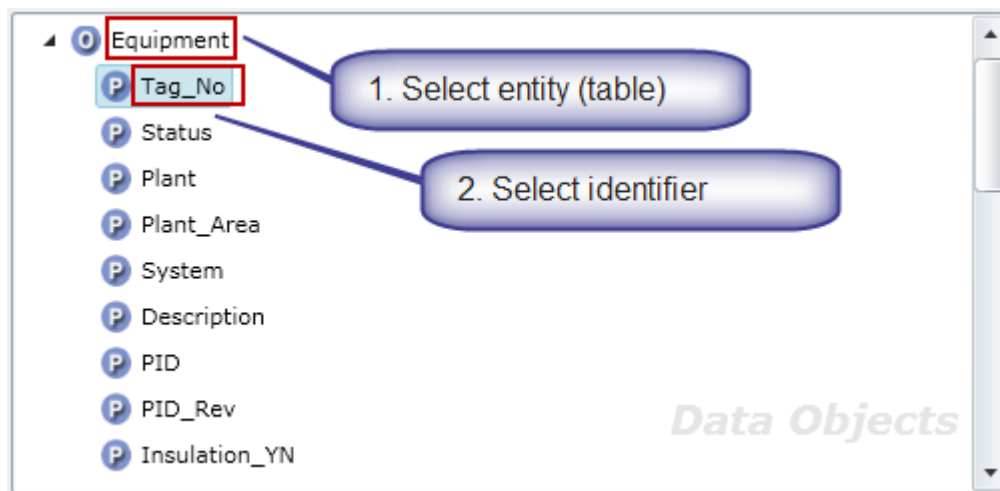 O Equipment
P Tag_No
1. Select entity (table)
P Status
P Plant
2. Select identifier
P Plant_Area
P System
P Description
P PID
P PID_Rev
Data Objects
P Insulation_YN